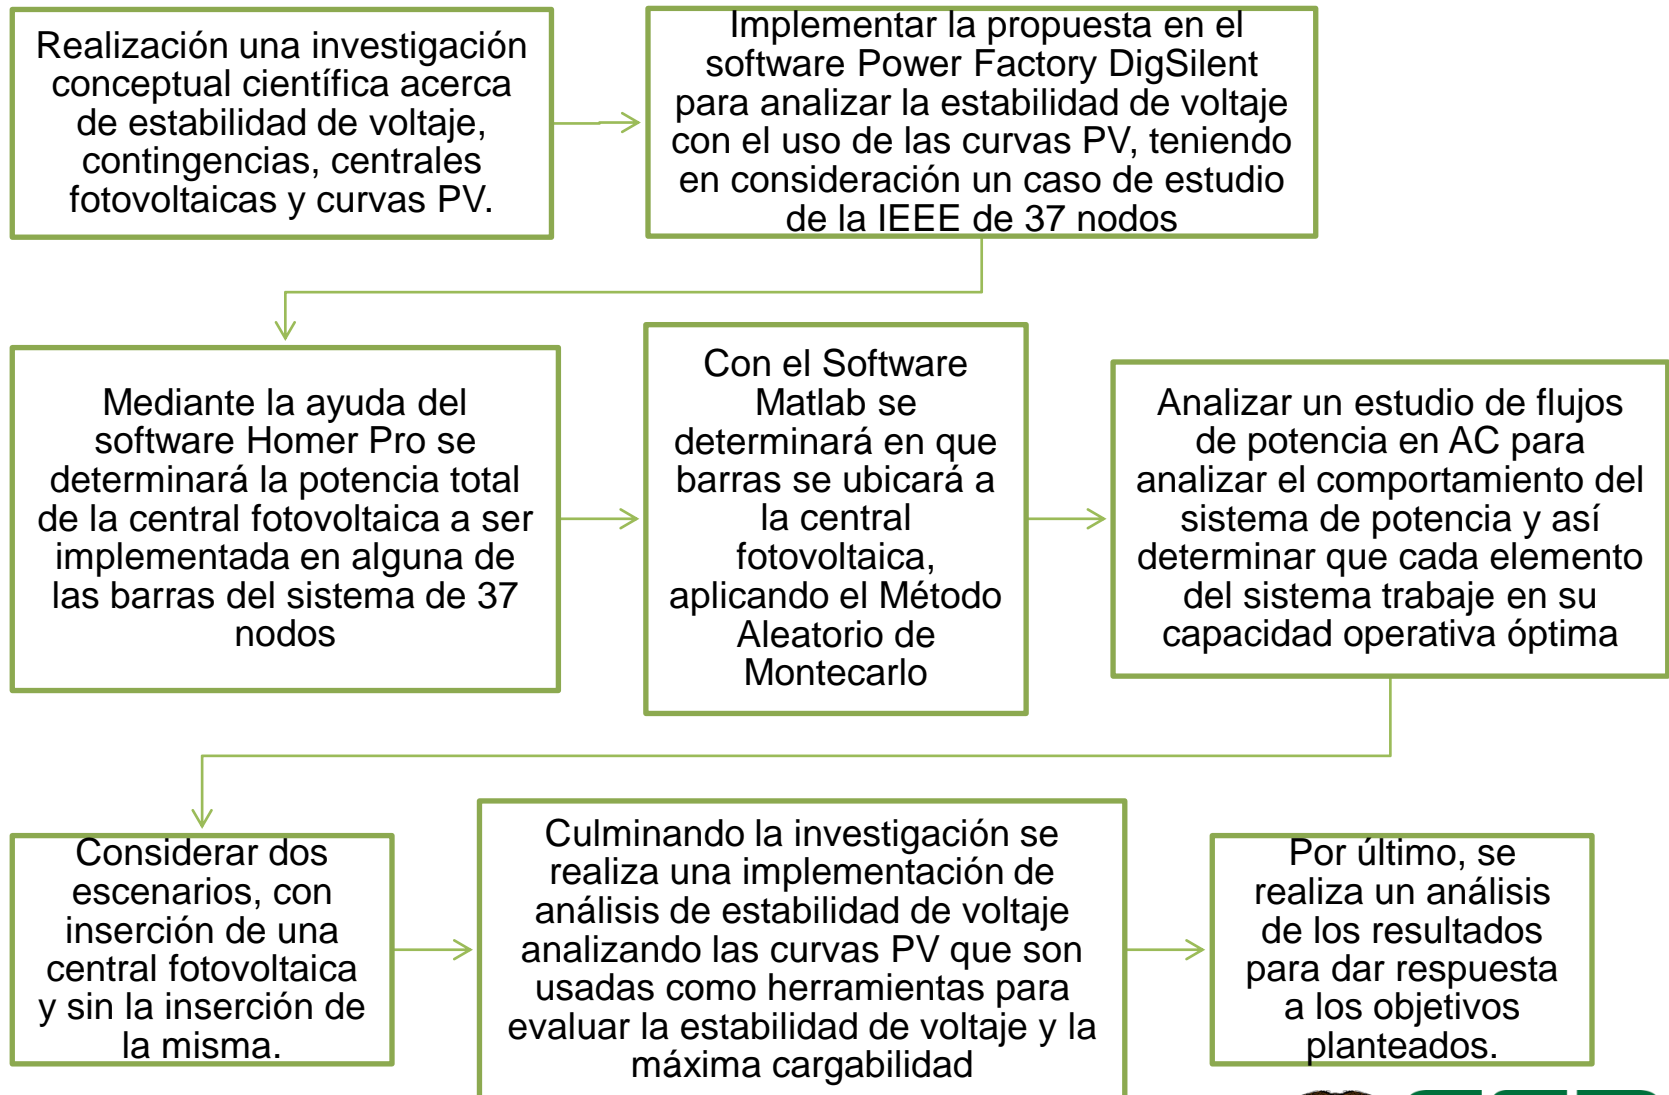 Realización una investigación
conceptual científica acerca
de estabilidad de voltaje,
contingencias, centrales
fotovoltaicas y curvas PV.
Implementar la propuesta en el
software Power Factory DigSilent
para analizar la estabilidad de voltaje
con el uso de las curvas PV, teniendo
en consideración un caso de estudio
de la IEEE de 37 nodos
Mediante la ayuda del
software Homer Pro se
determinará la potencia total
de la central fotovoltaica a ser
implementada en alguna de
las barras del sistema de 37
nodos
Con el Software
Matlab se
determinará en que
barras se ubicará a
la central
fotovoltaica,
aplicando el Método
Aleatorio de
Montecarlo
Analizar un estudio de flujos
de potencia en AC para
analizar el comportamiento del
sistema de potencia y así
determinar que cada elemento
del sistema trabaje en su
capacidad operativa óptima
Considerar dos
escenarios, con
inserción de una
central fotovoltaica
y sin la inserción de
la misma.
Culminando la investigación se
realiza una implementación de
análisis de estabilidad de voltaje
analizando las curvas PV que son
usadas como herramientas para
evaluar la estabilidad de voltaje y la
máxima cargabilidad
Por último, se
realiza un análisis
de los resultados
para dar respuesta
a los objetivos
planteados.